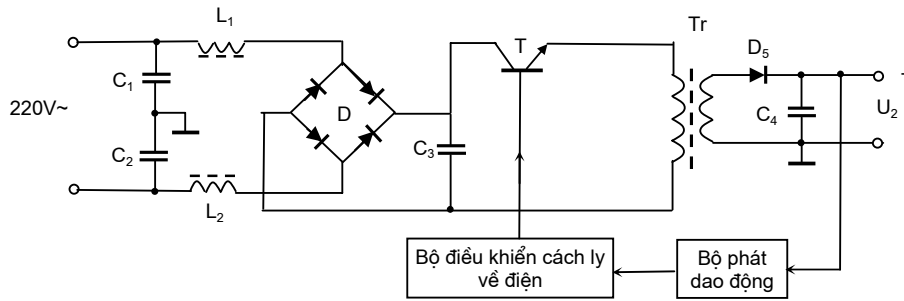 L₁
Tr
T
D₅
C₁
220V~
D
C₄
U₂
C₂
C₃
L₂
Bộ điều khiển cách ly
về điện
Bộ phát
dao động